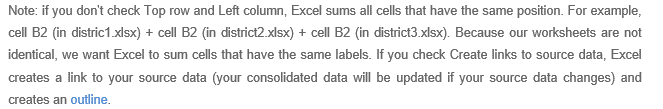 Note: if you don't check Top row and Left column, Excel sums all cells that have the same position. For example,
cell B2 (in distric1.xlsx) + cell B2 (in district2.xlsx) + cell B2 (in district3.xlsx). Because our worksheets are not
identical, we want Excel to sum cells that have the same labels. If you check Create links to source data, Excel
creates a link to your source data (your consolidated data will be updated if your source data changes) and
creates an outline.